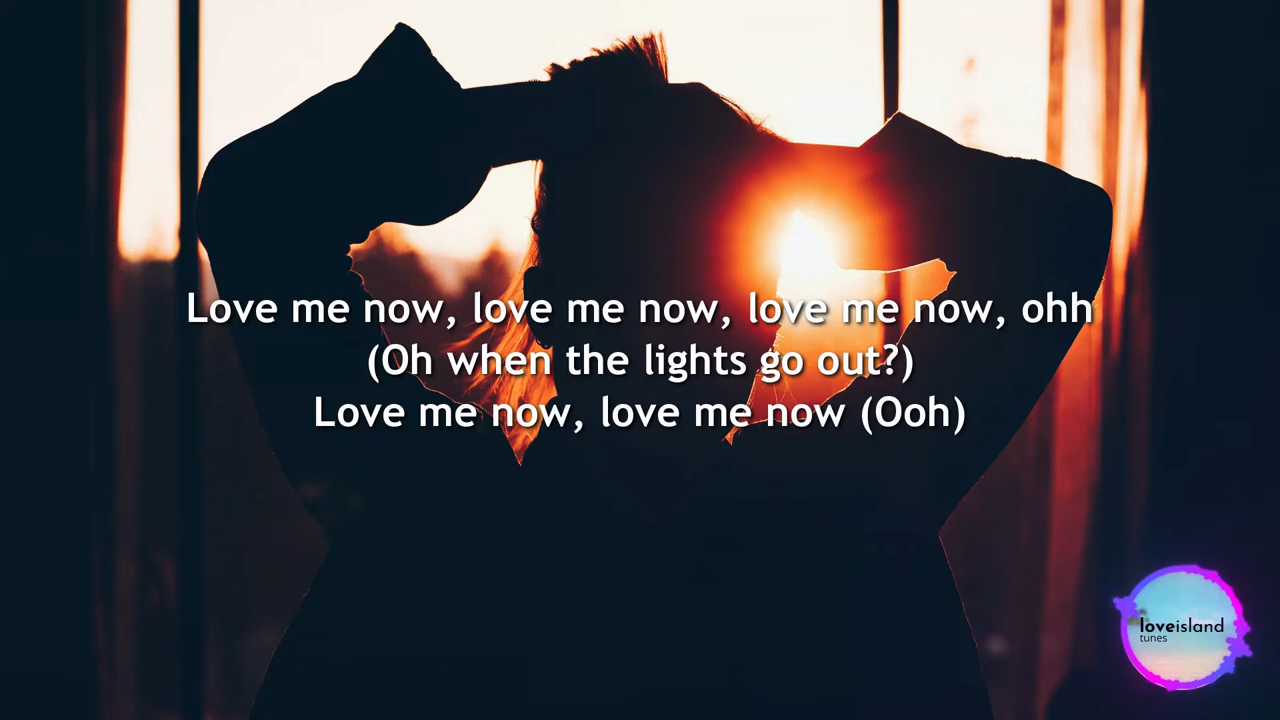 Love me now, love me now, love me now, ohh
(Oh when the lights go out?)
Love me now, love me now (Ooh)
loveisland
tunes